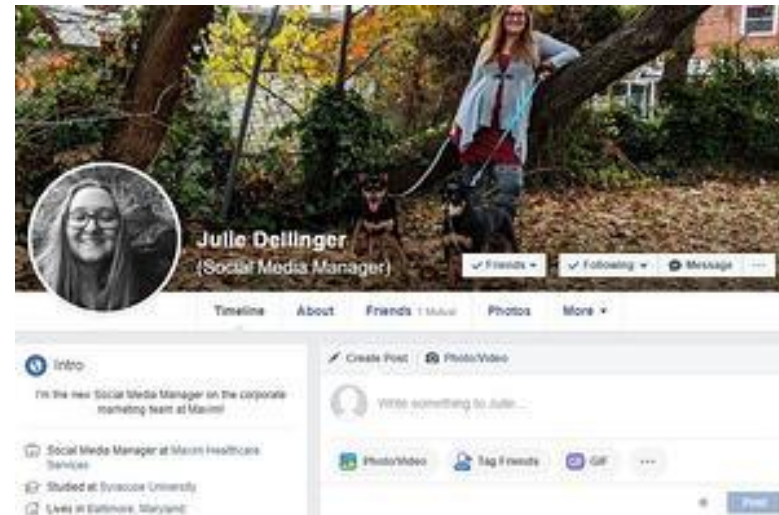 Julie Dellinger
(Social Media Manager)
Friends
Following
Message
Timeline
About
Friends 1 Mutual
Photos
More
Intro
I'm the new Social Media Manager on the corporate
marketing team at Maxim!
Social Media Manager at Maxim Healthcare
Services
Studied at Syracuse University
Lives in Baltimore, Maryland
Create Post
Photo/Video
Write something to Julie...
Photo/Video
Tag Friends
GIF
Post